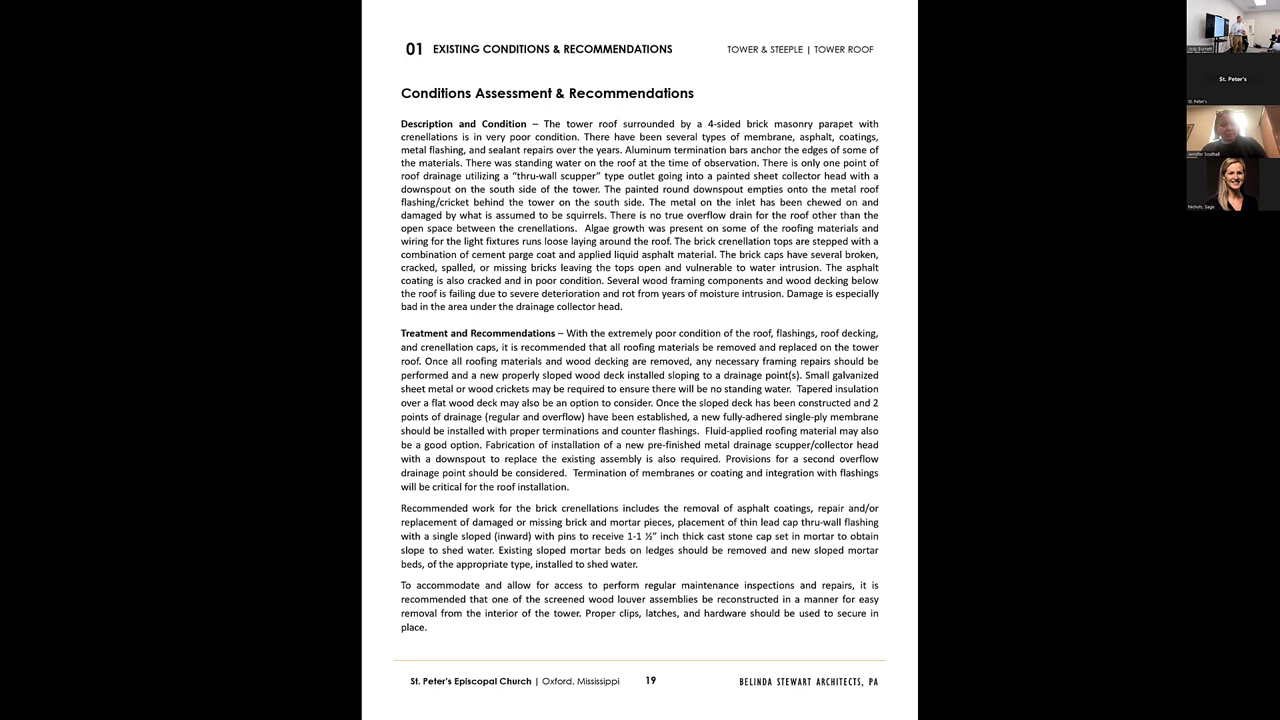 01 EXISTING CONDITIONS & RECOMMENDATIONS TOWER & STEEPLE | TOWER ROOF
Conditions Assessment & Recommendations
Description and Condition – The tower roof surrounded by a 4-sided brick masonry parapet with
crenellations is in very poor condition. There have been several types of membrane, asphalt, coatings,
metal flashing, and sealant repairs over the years. Aluminum termination bars anchor the edges of some of
the materials. There was standing water on the roof at the time of observation. There is only one point of
roof drainage utilizing a “thru-wall scupper” type outlet going into a painted sheet collector head with a
downspout on the south side of the tower. The painted round downspout empties onto the metal roof
flashing/cricket behind the tower on the south side. The metal on the inlet has been chewed on and
damaged by what is assumed to be squirrels. There is no true overflow drain for the roof other than the
open space between the crenellations. Algae growth was present on some of the roofing materials and
wiring for the light fixtures runs loose laying around the roof. The brick crenellation tops are stepped with a
combination of cement parge coat and applied liquid asphalt material. The brick caps have several broken,
cracked, spalled, or missing bricks leaving the tops open and vulnerable to water intrusion. The asphalt
coating is also cracked and in poor condition. Several wood framing components and wood decking below
the roof is failing due to severe deterioration and rot from years of moisture intrusion. Damage is especially
bad in the area under the drainage collector head.
Treatment and Recommendations – With the extremely poor condition of the roof, flashings, roof decking,
and crenellation caps, it is recommended that all roofing materials be removed and replaced on the tower
roof. Once all roofing materials and wood decking are removed, any necessary framing repairs should be
performed and a new properly sloped wood deck installed sloping to a drainage point(s). Small galvanized
sheet metal or wood crickets may be required to ensure there will be no standing water. Tapered insulation
over a flat wood deck may also be an option to consider. Once the sloped deck has been constructed and 2
points of drainage (regular and overflow) have been established, a new fully-adhered single-ply membrane
should be installed with proper terminations and counter flashings. Fluid-applied roofing material may also
be a good option. Fabrication of installation of a new pre-finished metal drainage scupper/collector head
with a downspout to replace the existing assembly is also required. Provisions for a second overflow
drainage point should be considered. Termination of membranes or coating and integration with flashings
will be critical for the roof installation.
Recommended work for the brick crenellations includes the removal of asphalt coatings, repair and/or
replacement of damaged or missing brick and mortar pieces, placement of thin lead cap thru-wall flashing
with a single sloped (inward) with pins to receive 1-1 ½” inch thick cast stone cap set in mortar to obtain
slope to shed water. Existing sloped mortar beds on ledges should be removed and new sloped mortar
beds, of the appropriate type, installed to shed water.
To accommodate and allow for access to perform regular maintenance inspections and repairs, it is
recommended that one of the screened wood louver assemblies be reconstructed in a manner for easy
removal from the interior of the tower. Proper clips, latches, and hardware should be used to secure in
place.
St. Peter's Episcopal Church | Oxford, Mississippi 19 BELINDA STEWART ARCHITECTS, PA
St. Peter's
St. Peter's
Jennifer Southall
Nichols, Sage